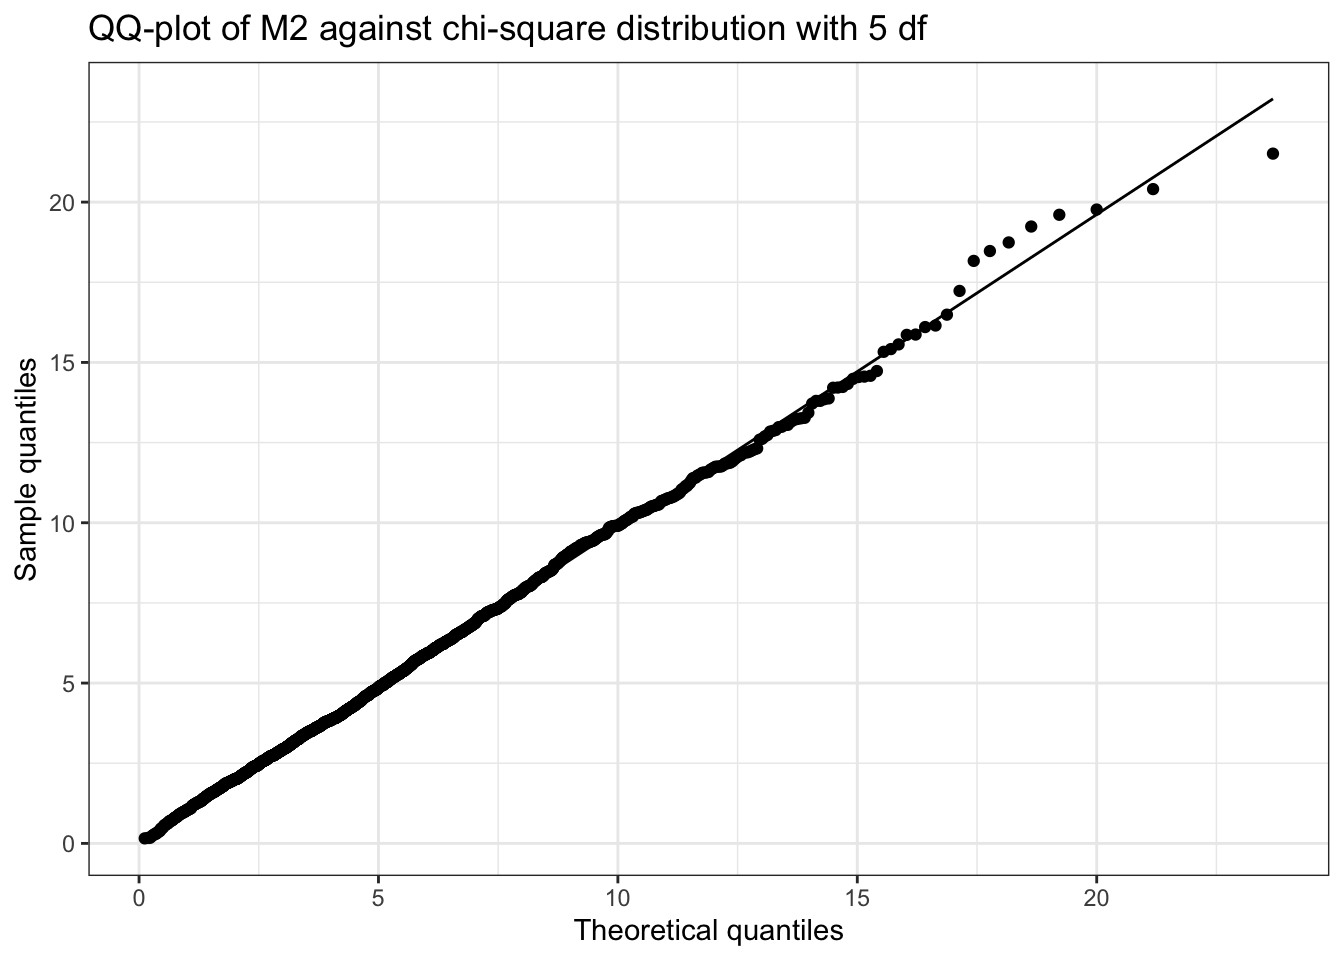 QQ-plot of M2 against chi-square distribution with 5 df
20
15
10
5
0
Sample quantiles
0 5 10 15 20
Theoretical quantiles